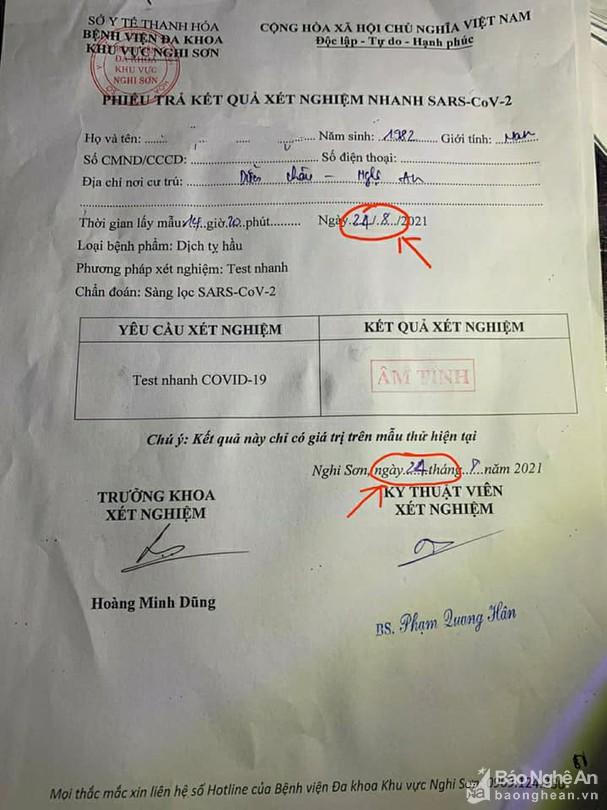 SỞ Y TẾ THANH HÓA
BỆNH VIỆN ĐA KHOA
KHU VỰC NGHI SƠN
CỘNG HÒA XÃ HỘI CHỦ NGHĨA VIỆT NAM
Độc lập - Tự do - Hạnh phúc
ĐA KHOA
KHU VỰC
NGHI SƠN
PHIẾU TRẢ KẾT QUẢ XÉT NGHIỆM NHANH SARS-CoV-2
Họ và tên: Năm sinh: 1982 Giới tính: Nam
Số CMND/CCCD: Số điện thoại:
Địa chỉ nơi cư trú: Diễn Châu - Nghệ An
Thời gian lấy mẫu 14 giờ 20 phút Ngày 24/8/2021
Loại bệnh phẩm: Dịch tỵ hầu
Phương pháp xét nghiệm: Test nhanh
Chẩn đoán: Sàng lọc SARS-CoV-2
YÊU CẦU XÉT NGHIỆM KẾT QUẢ XÉT NGHIỆM
Test nhanh COVID-19 ÂM TÍNH
Chú ý: Kết quả này chỉ có giá trị trên mẫu thử hiện tại
Nghi Sơn, ngày 24 tháng 8 năm 2021
TRƯỞNG KHOA
XÉT NGHIỆM
KỸ THUẬT VIÊN
XÉT NGHIỆM
Hoàng Minh Dũng
BS. Phạm Quang Hân
Mọi thắc mắc xin liên hệ số Hotline của Bệnh viện Đa khoa Khu vực Nghi Sơn
Báo Nghệ An
baonghean.vn